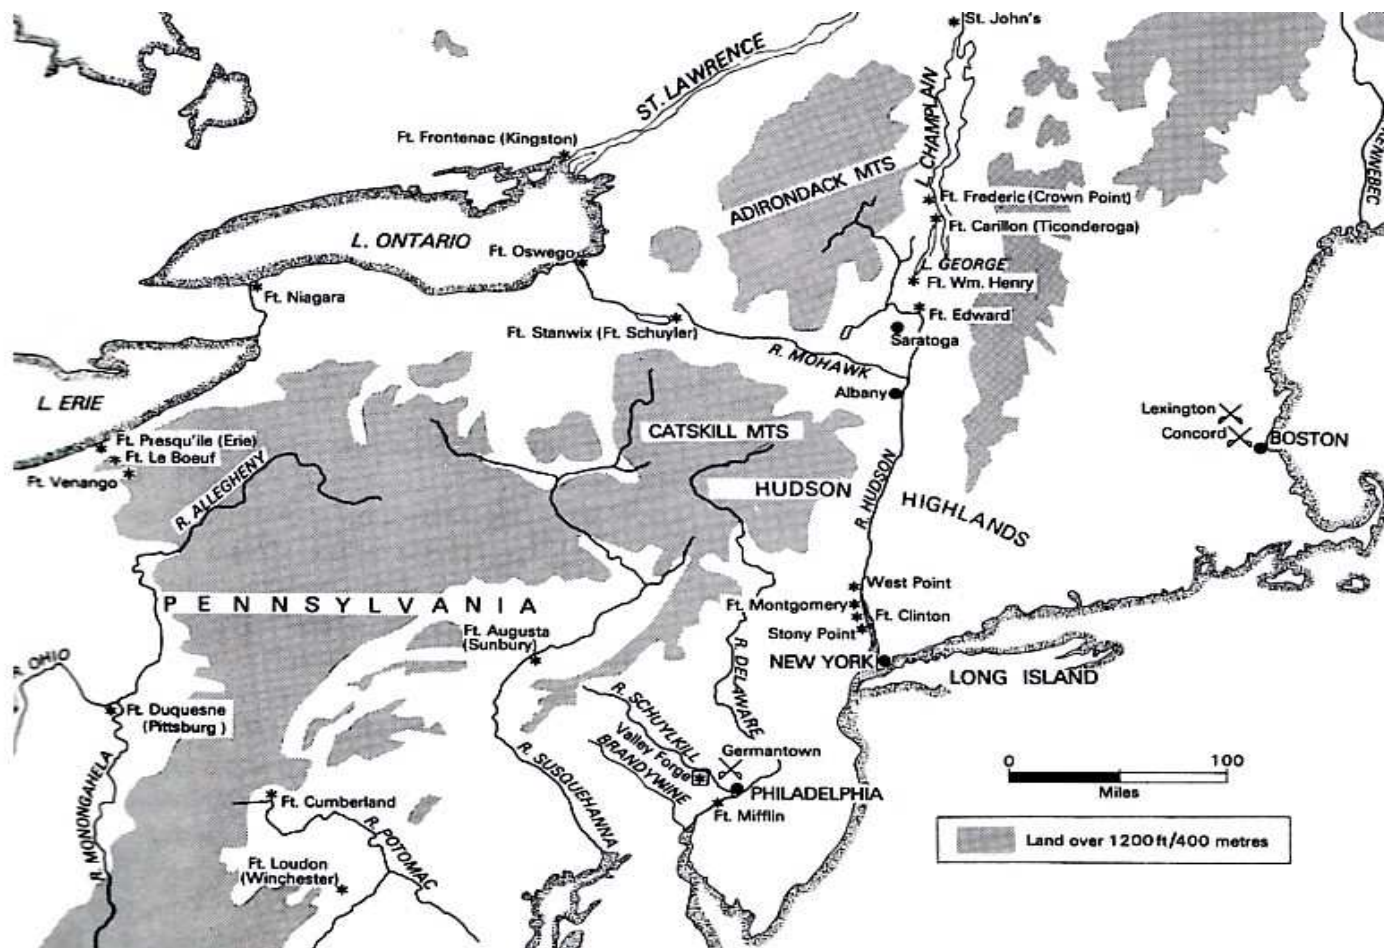 St. John's
ST. LAWRENCE
Ft. Frontenac (Kingston)
L. CHAMPLAIN
ADIRONDACK MTS
KENNEBEC
Ft. Frederic (Crown Point)
Ft. Carillon (Ticonderoga)
L. ONTARIO
Ft. Oswego
L. GEORGE
Ft. Wm. Henry
Ft. Niagara
Ft. Edward
Ft. Stanwix (Ft. Schuyler)
Saratoga
R. MOHAWK
L. ERIE
Albany
Lexington
Concord
BOSTON
Ft. Presqu'ile (Erie)
Ft. Le Boeuf
Ft. Venango
R. ALLEGHENY
CATSKILL MTS
HUDSON
HIGHLANDS
R. HUDSON
West Point
PENNSYLVANIA
Ft. Montgomery
Ft. Clinton
Ft. Augusta
(Sunbury)
Stony Point
R. OHIO
NEW YORK
LONG ISLAND
R. DELAWARE
Ft. Duquesne
(Pittsburg)
R. SCHUYLKILL
Valley Forge
BRANDYWINE
Germantown
R. SUSQUEHANNA
R. MONONGAHELA
PHILADELPHIA
Ft. Mifflin
0 100
Miles
Ft. Cumberland
R. POTOMAC
Ft. Loudon
(Winchester)
Land over 1200ft/400 metres